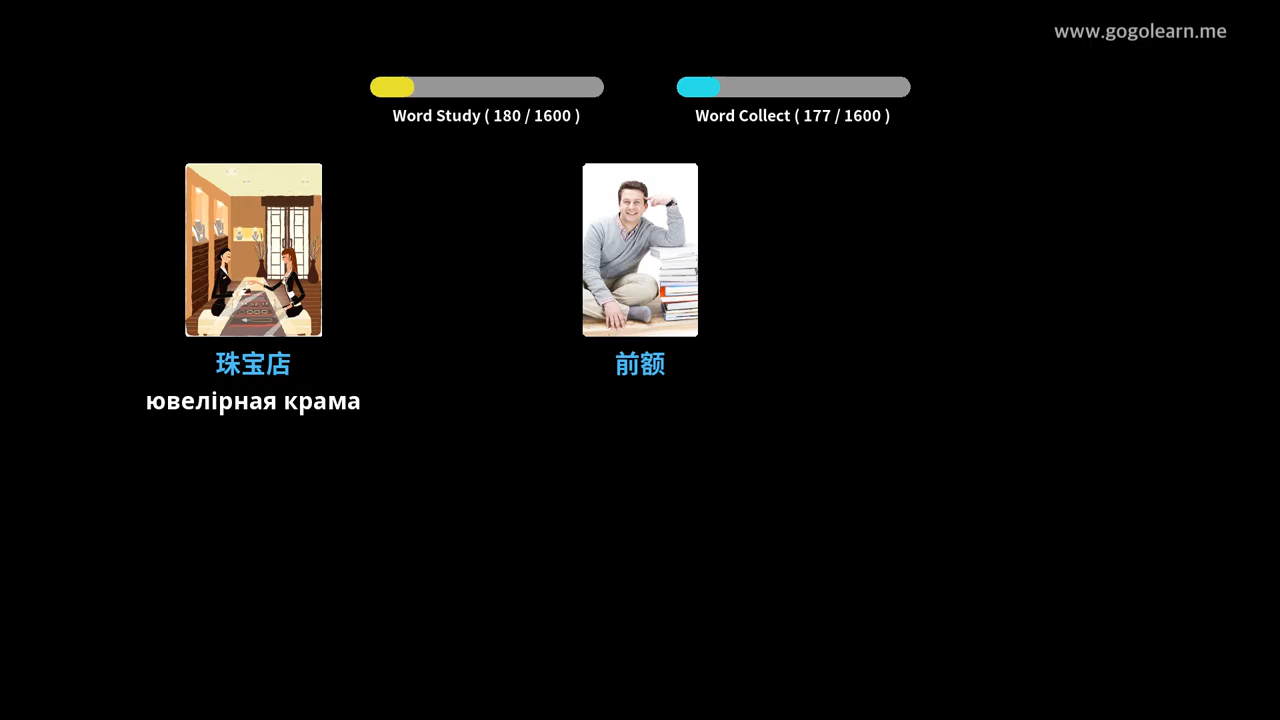 www.gogolearn.me
Word Study ( 180 / 1600 )
Word Collect ( 177 / 1600 )
珠宝店
前额
ювелірная крама